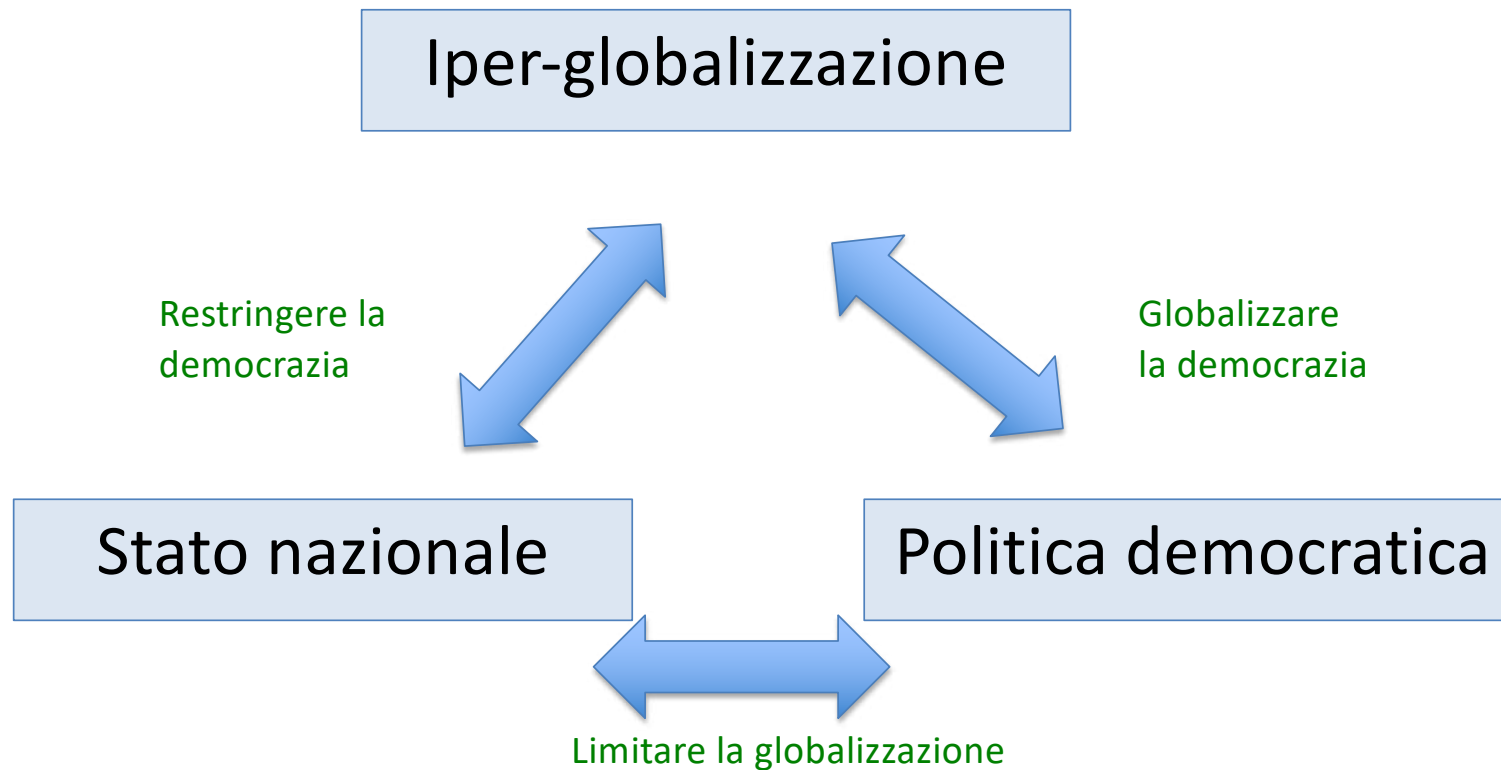 Iper-globalizzazione
Restringere la
democrazia
Globalizzare
la democrazia
Stato nazionale
Politica democratica
Limitare la globalizzazione